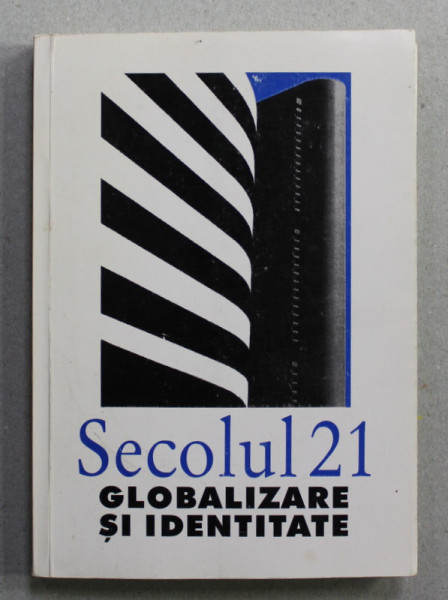 Secolul 21
GLOBALIZARE
ȘI IDENTITATE